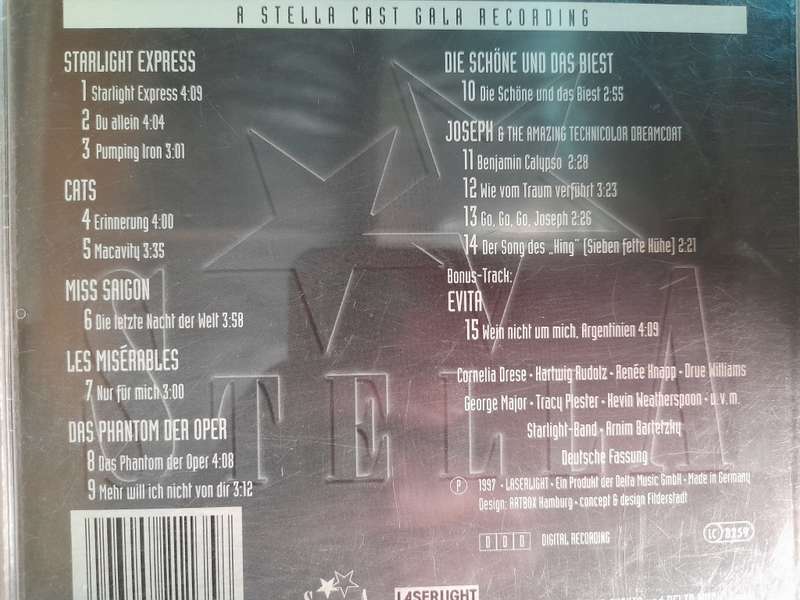 A STELLA CAST GALA RECORDING
STARLIGHT EXPRESS
1 Starlight Express 4:09
2 Du allein 4:04
3 Pumping Iron 3:01
CATS
4 Erinnerung 4:00
5 Macavity 3:35
MISS SAIGON
6 Die letzte Nacht der Welt 3:58
LES MISÉRABLES
7 Nur für mich 3:00
DAS PHANTOM DER OPER
8 Das Phantom der Oper 4:08
9 Mehr will ich nicht von dir 3:12
DIE SCHÖNE UND DAS BIEST
10 Die Schöne und das Biest 2:55
JOSEPH & THE AMAZING TECHNICOLOR DREAMCOAT
11 Benjamin Calypso 2:28
12 Wie vom Traum verführt 3:23
13 Go, Go, Go, Joseph 2:26
14 Der Song des „King" (Sieben fette Kühe) 2:21
Bonus-Track:
EVITA
15 Wein nicht um mich, Argentinien 4:09
Cornelia Drese • Hartwig Rudolz • Renée Knapp • Drue Williams
George Major • Tracy Plester • Kevin Weatherspoon • u.v.m.
Starlight-Band • Arnim Bartetzky
Deutsche Fassung
℗ 1997 • LASERLIGHT • Ein Produkt der Delta Music GmbH • Made in Germany
Design: ARTBOX Hamburg • concept & design Filderstadt
DDD DIGITAL RECORDING
LC 8259
STELLA
LASERLIGHT